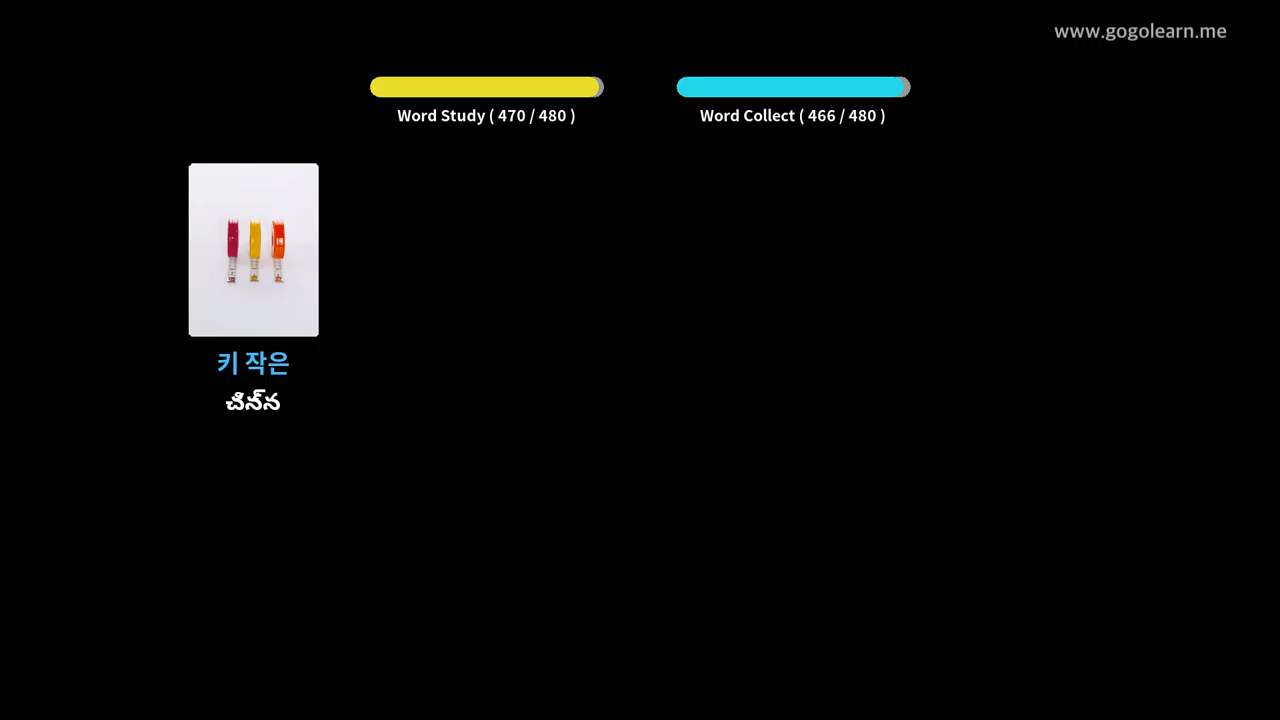 www.gogolearn.me
Word Study ( 470 / 480 )
Word Collect ( 466 / 480 )
키 작은
చిన్‌న